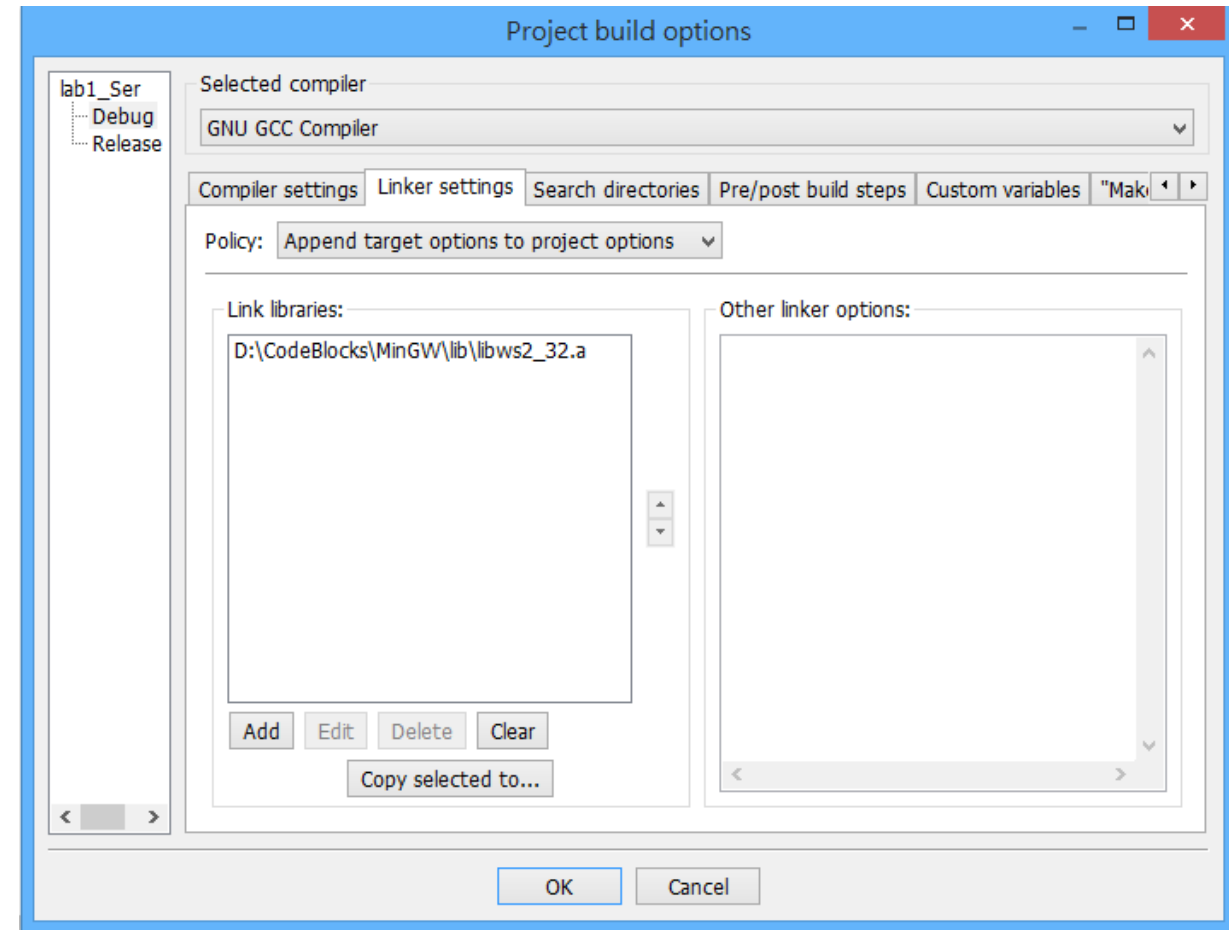 Project build options
lab1_Ser
Debug
Release
Selected compiler
GNU GCC Compiler
Compiler settings Linker settings Search directories Pre/post build steps Custom variables "Make
Policy: Append target options to project options
Link libraries:
D:\CodeBlocks\MinGW\lib\libws2_32.a
Add Edit Delete Clear
Copy selected to...
Other linker options:
OK Cancel